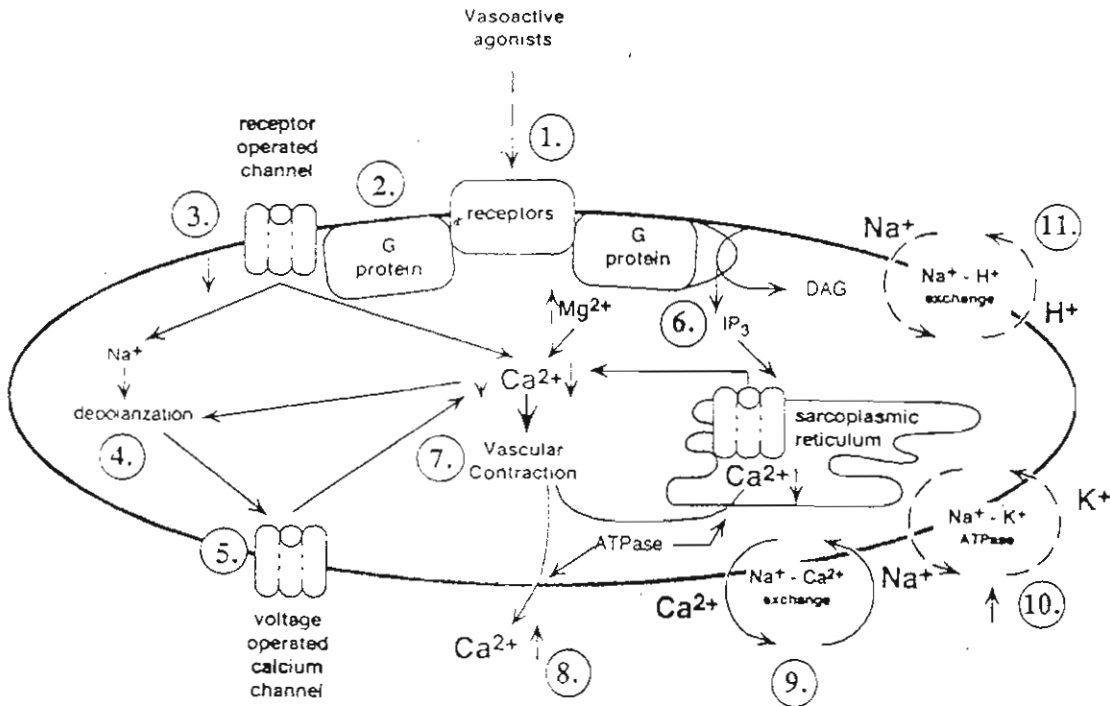 Vasoactive
agonists
receptor
operated
channel
1.
2.
3.
receptors
G
protein
G
protein
DAG
Na⁺
11.
Na⁺ - H⁺
exchange
H⁺
Mg²⁺
6.
IP₃
Na⁺
Ca²⁺
depolarization
4.
7.
Vascular
Contraction
sarcoplasmic
reticulum
Ca²⁺
K⁺
Na⁺ - K⁺
ATPase
5.
ATPase
Na⁺
Na⁺ - Ca²⁺
exchange
Ca²⁺
10.
voltage
operated
calcium
channel
Ca²⁺
8.
9.